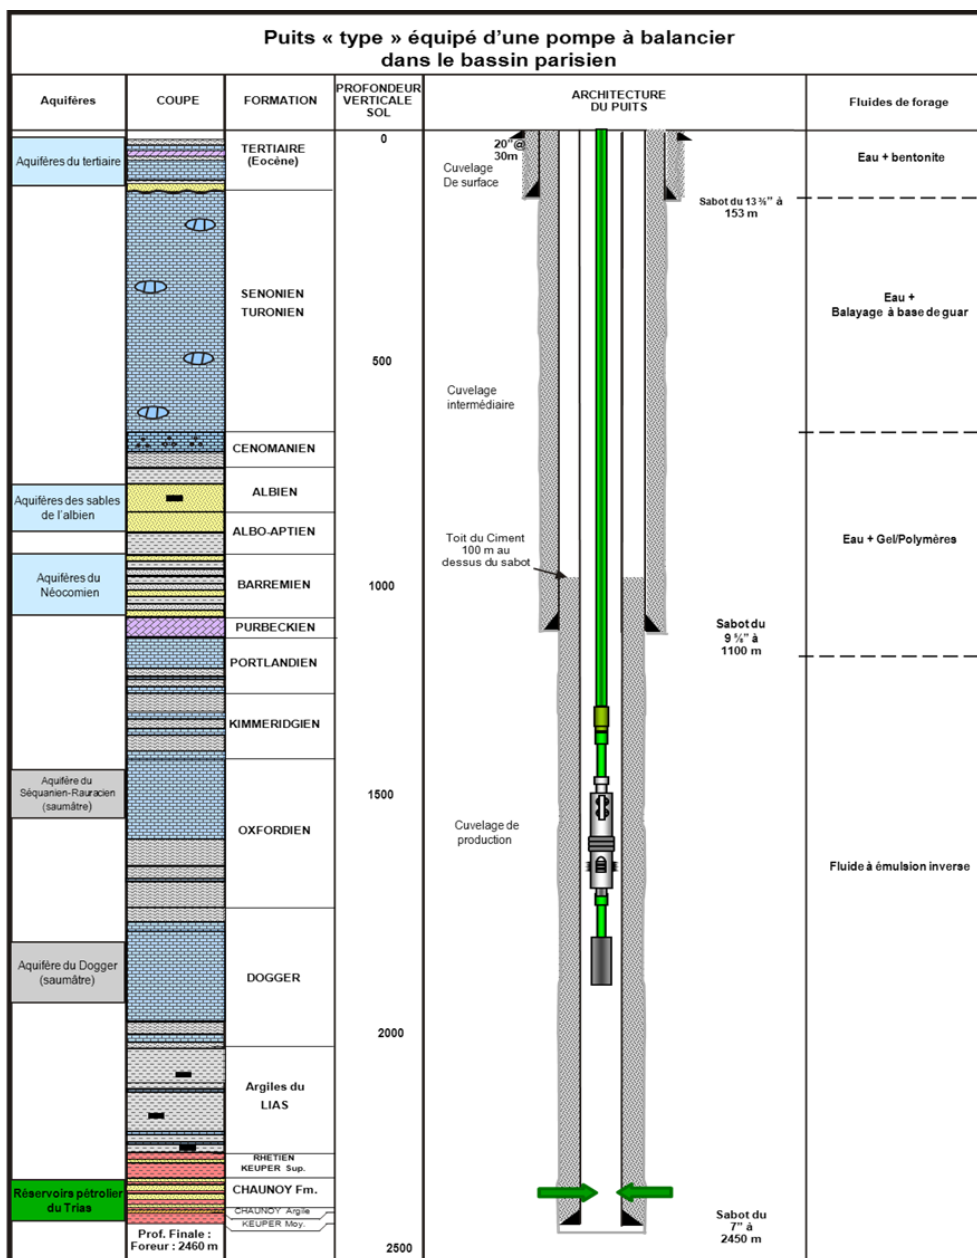 Puits « type » équipé d'une pompe à balancier
dans le bassin parisien
Aquifères
COUPE
FORMATION
PROFONDEUR
VERTICALE
SOL
ARCHITECTURE
DU PUITS
Fluides de forage
Aquifères du tertiaire
Aquifères des sables
de l'albien
Aquifères du
Néocomien
Aquifère du
Séquanien-Rauracien
(saumâtre)
Aquifère du Dogger
(saumâtre)
Réservoirs pétrolier
du Trias
Prof. Finale :
Foreur : 2460 m
TERTIAIRE
(Eocène)
SENONIEN
TURONIEN
CENOMANIEN
ALBIEN
ALBO-APTIEN
BARREMIEN
PURBECKIEN
PORTLANDIEN
KIMMERIDGIEN
OXFORDIEN
DOGGER
Argiles du
LIAS
RHETIEN
KEUPER Sup.
CHAUNOY Fm.
CHAUNOY Argile
KEUPER Moy.
0
500
1000
1500
2000
2500
20" @
30m
Cuvelage
De surface
Sabot du 13 ⅜" à
153 m
Cuvelage
intermédiaire
Toit du Ciment
100 m au
dessus du sabot
Sabot du
9 ⅝" à
1100 m
Cuvelage de
production
Sabot du
7" à
2450 m
Eau + bentonite
Eau +
Balayage à base de guar
Eau + Gel/Polymères
Fluide à émulsion inverse